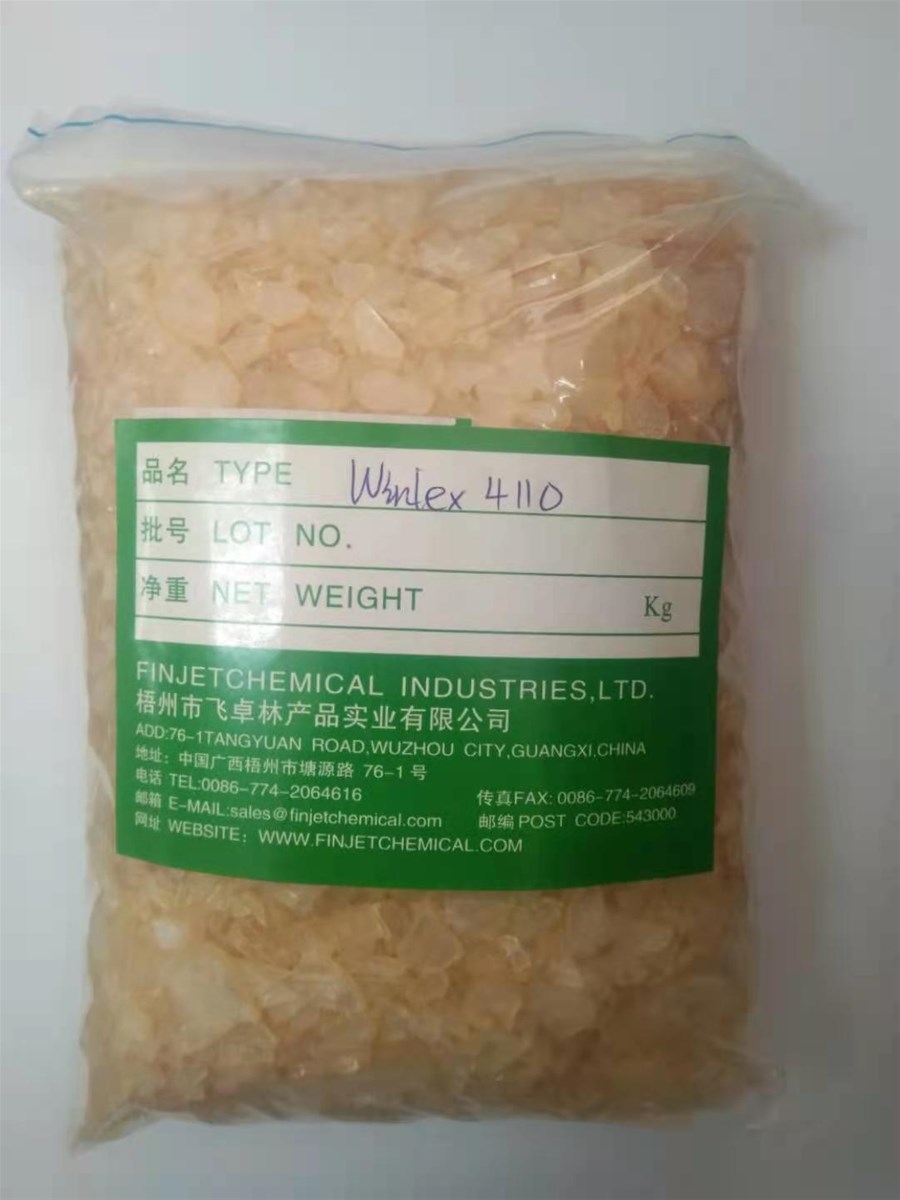 品名 TYPE Wintex 4110
批号 LOT NO.
净重 NET WEIGHT Kg
FINJETCHEMICAL INDUSTRIES,LTD.
梧州市飞卓林产品实业有限公司
ADD:76-1TANGYUAN ROAD,WUZHOU CITY,GUANGXI,CHINA
地址: 中国广西梧州市塘源路 76-1号
电话 TEL:0086-774-2064616 传真FAX: 0086-774-2064609
邮箱 E-MAIL:sales@finjetchemical.com 邮编 POST CODE:543000
网址 WEBSITE: WWW.FINJETCHEMICAL.COM